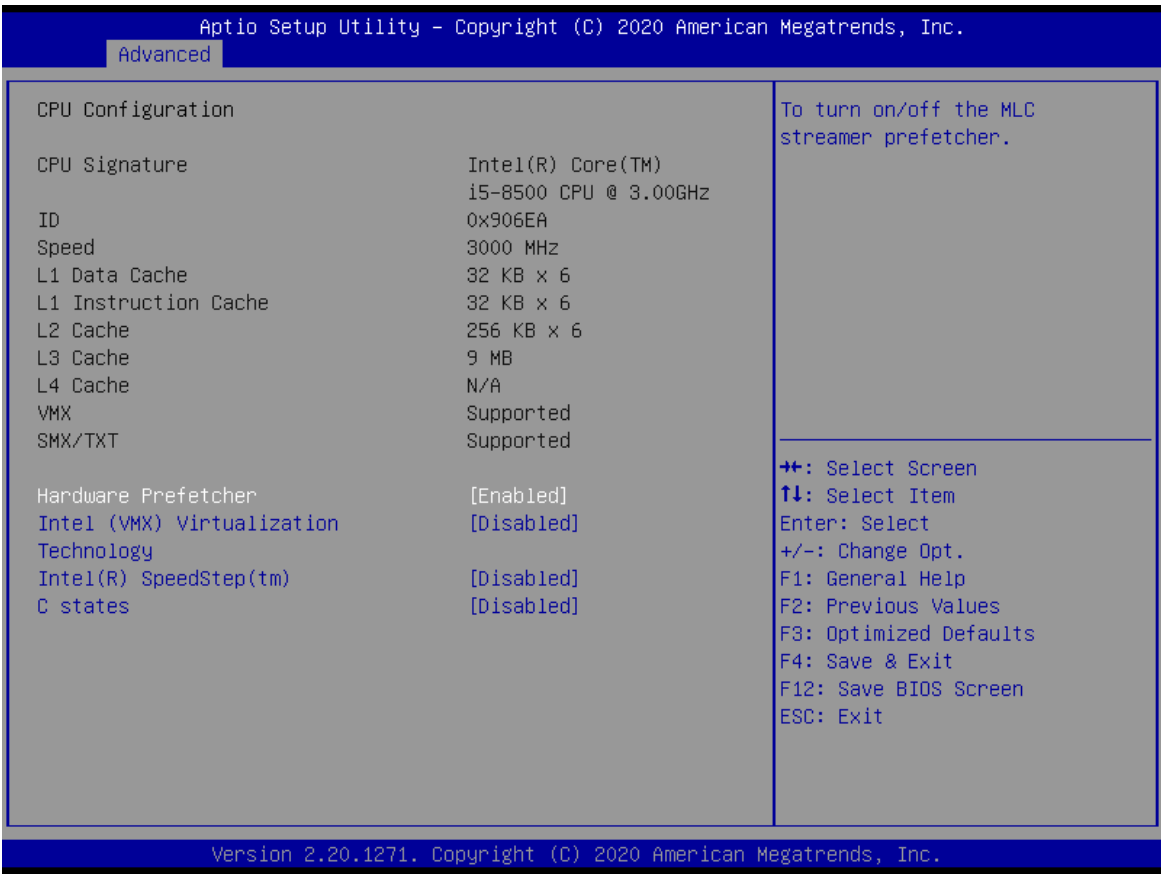 Aptio Setup Utility – Copyright (C) 2020 American Megatrends, Inc.
Advanced
CPU Configuration
CPU Signature Intel(R) Core(TM)
i5-8500 CPU @ 3.00GHz
ID 0x906EA
Speed 3000 MHz
L1 Data Cache 32 KB x 6
L1 Instruction Cache 32 KB x 6
L2 Cache 256 KB x 6
L3 Cache 9 MB
L4 Cache N/A
VMX Supported
SMX/TXT Supported
Hardware Prefetcher [Enabled]
Intel (VMX) Virtualization [Disabled]
Technology
Intel(R) SpeedStep(tm) [Disabled]
C states [Disabled]
To turn on/off the MLC
streamer prefetcher.
→←: Select Screen
↑↓: Select Item
Enter: Select
+/-: Change Opt.
F1: General Help
F2: Previous Values
F3: Optimized Defaults
F4: Save & Exit
F12: Save BIOS Screen
ESC: Exit
Version 2.20.1271. Copyright (C) 2020 American Megatrends, Inc.